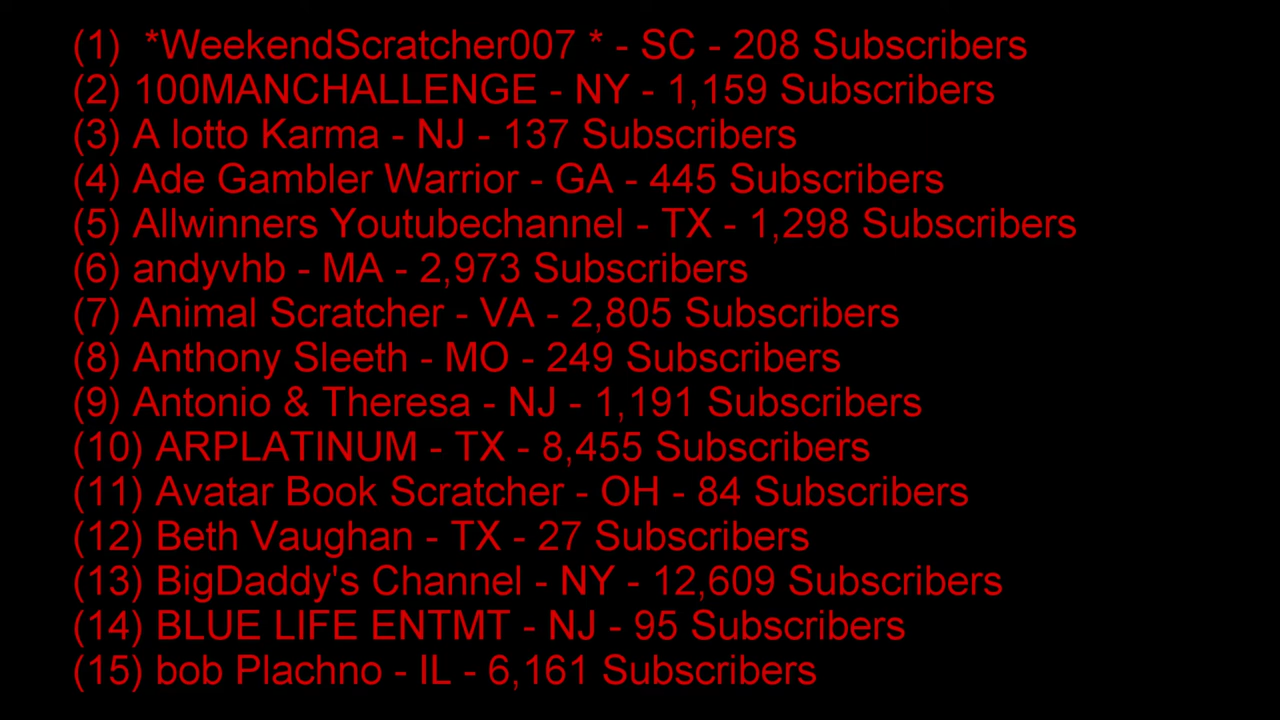 (1)  *WeekendScratcher007 * - SC - 208 Subscribers
(2) 100MANCHALLENGE - NY - 1,159 Subscribers
(3) A lotto Karma - NJ - 137 Subscribers
(4) Ade Gambler Warrior - GA - 445 Subscribers
(5) Allwinners Youtubechannel - TX - 1,298 Subscribers
(6) andyvhb - MA - 2,973 Subscribers
(7) Animal Scratcher - VA - 2,805 Subscribers
(8) Anthony Sleeth - MO - 249 Subscribers
(9) Antonio & Theresa - NJ - 1,191 Subscribers
(10) ARPLATINUM - TX - 8,455 Subscribers
(11) Avatar Book Scratcher - OH - 84 Subscribers
(12) Beth Vaughan - TX - 27 Subscribers
(13) BigDaddy's Channel - NY - 12,609 Subscribers
(14) BLUE LIFE ENTMT - NJ - 95 Subscribers
(15) bob Plachno - IL - 6,161 Subscribers